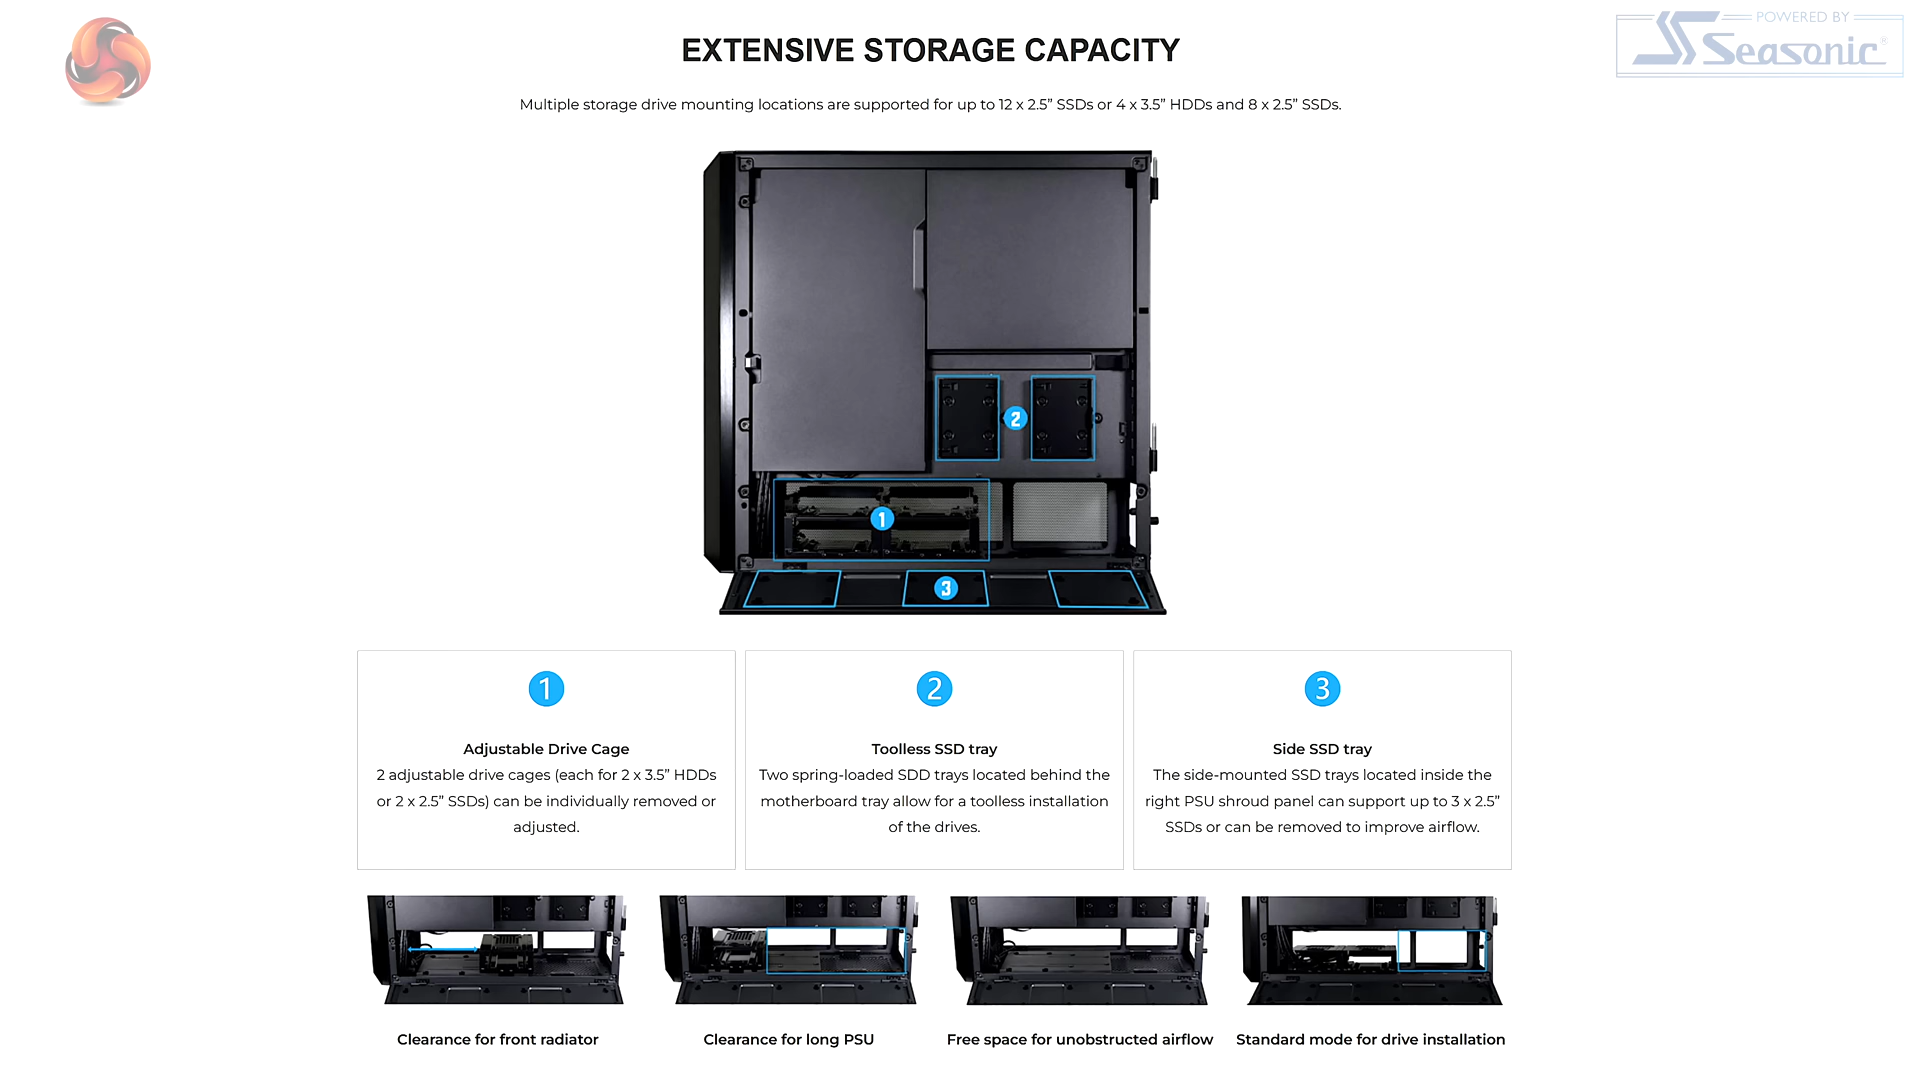 POWERED BY
Seasonic®
EXTENSIVE STORAGE CAPACITY
Multiple storage drive mounting locations are supported for up to 12 x 2.5” SSDs or 4 x 3.5” HDDs and 8 x 2.5” SSDs.
2
1
3
1
Adjustable Drive Cage
2 adjustable drive cages (each for 2 x 3.5” HDDs
or 2 x 2.5” SSDs) can be individually removed or
adjusted.
2
Toolless SSD tray
Two spring-loaded SDD trays located behind the
motherboard tray allow for a toolless installation
of the drives.
3
Side SSD tray
The side-mounted SSD trays located inside the
right PSU shroud panel can support up to 3 x 2.5”
SSDs or can be removed to improve airflow.
Clearance for front radiator
Clearance for long PSU
Free space for unobstructed airflow
Standard mode for drive installation